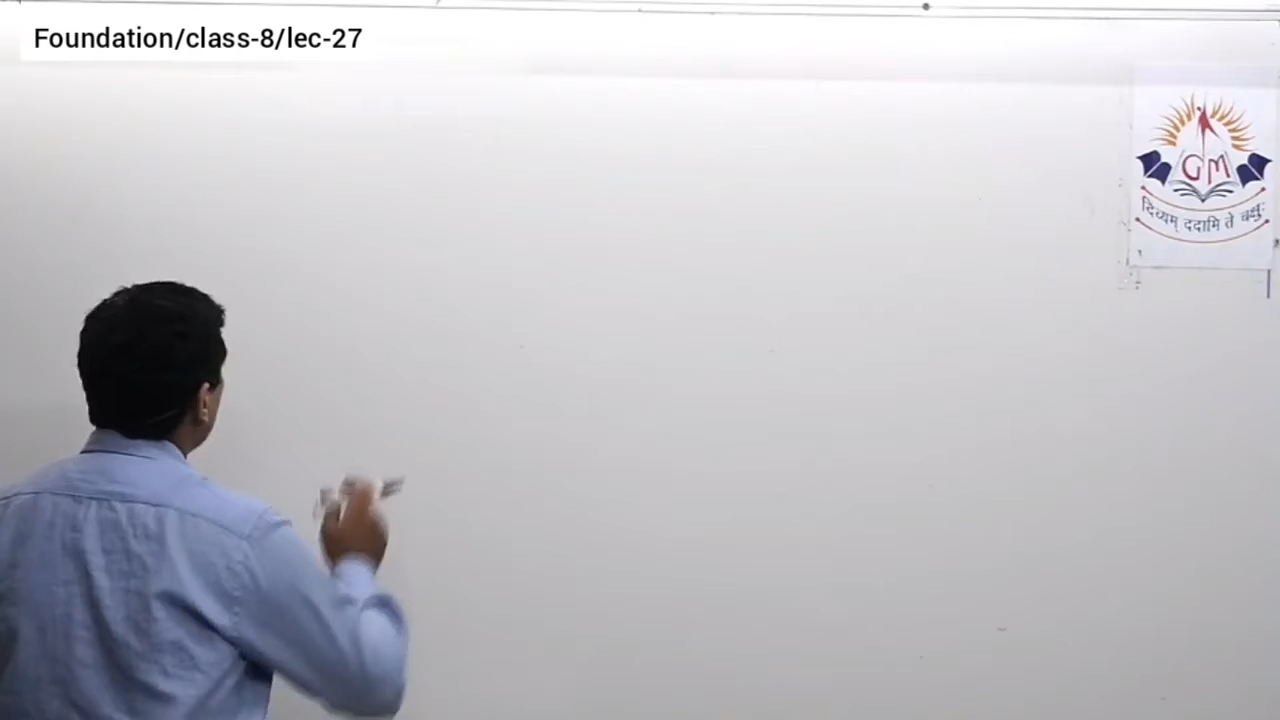 Foundation/class-8/lec-27
GM
दिव्यम् ददामि ते चक्षुः